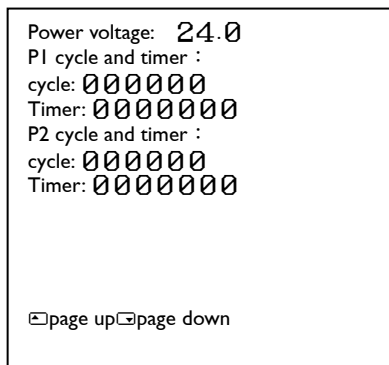 Power voltage: 24.0
P1 cycle and timer：
cycle: 000000
Timer: 0000000
P2 cycle and timer：
cycle: 000000
Timer: 0000000
page up page down